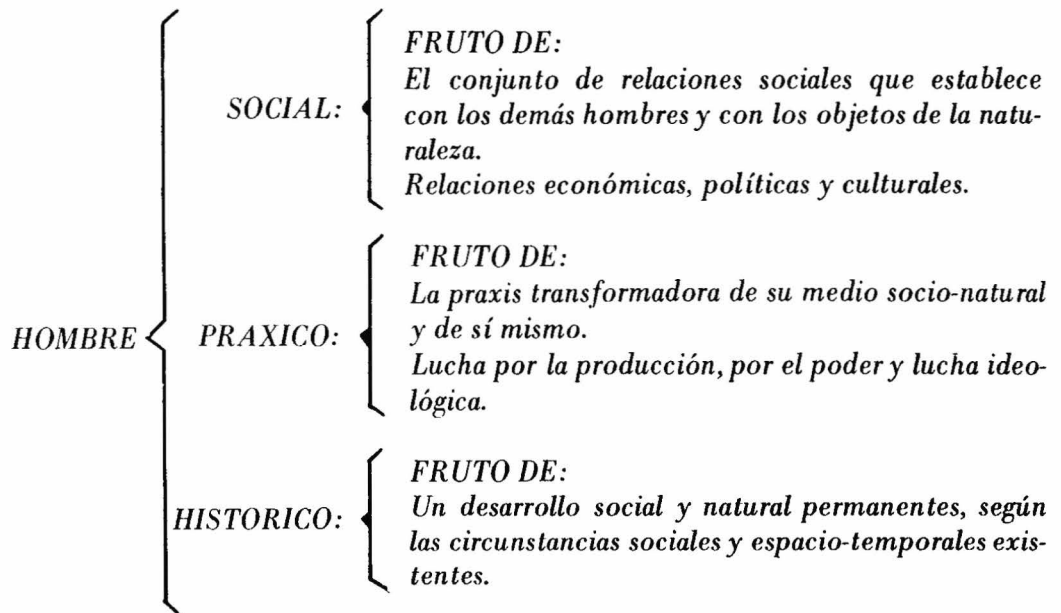 FRUTO DE:
El conjunto de relaciones sociales que establece
SOCIAL: con los demás hombres y con los objetos de la natu-
raleza.
Relaciones económicas, políticas y culturales.
FRUTO DE:
La praxis transformadora de su medio socio-natural
HOMBRE PRAXICO: y de sí mismo.
Lucha por la producción, por el poder y lucha ideo-
lógica.
FRUTO DE:
HISTORICO: Un desarrollo social y natural permanentes, según
las circunstancias sociales y espacio-temporales exis-
tentes.